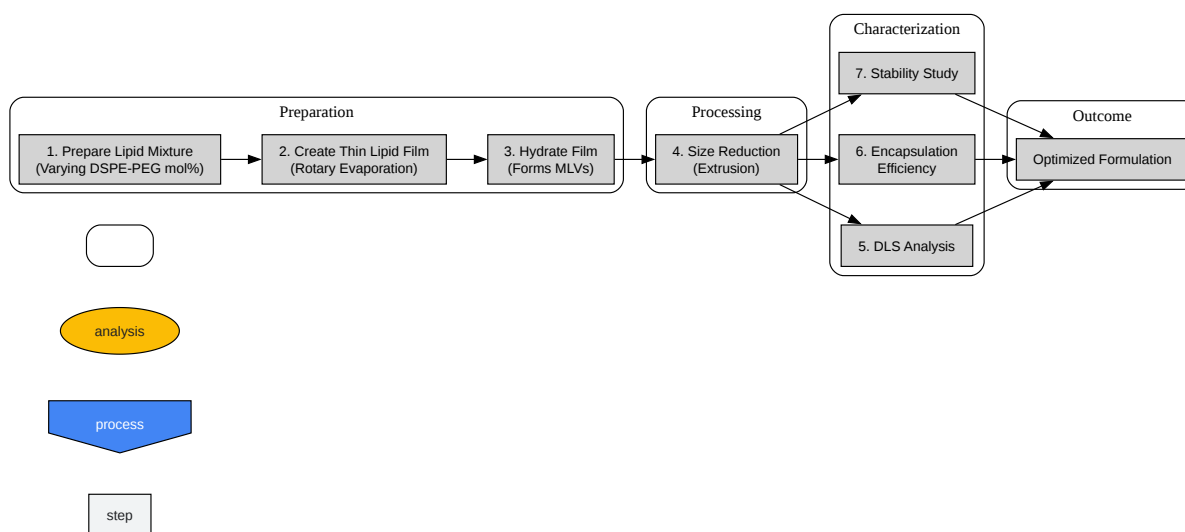 Preparation
1. Prepare Lipid Mixture
(Varying DSPE-PEG mol%)
2. Create Thin Lipid Film
(Rotary Evaporation)
3. Hydrate Film
(Forms MLVs)
Processing
4. Size Reduction
(Extrusion)
Characterization
7. Stability Study
6. Encapsulation
Efficiency
5. DLS Analysis
Outcome
Optimized Formulation
analysis
process
step